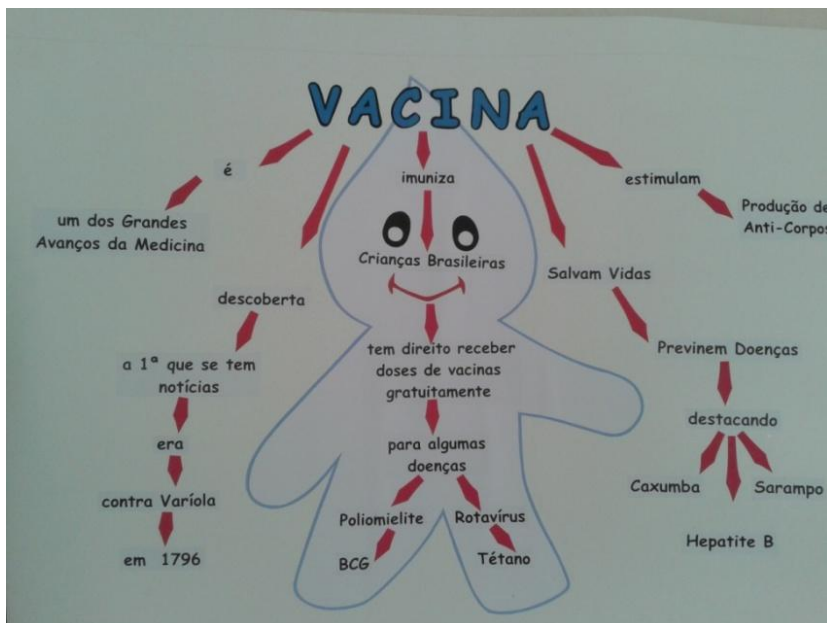 VACINA
é
um dos Grandes
Avanços da Medicina
descoberta
a 1ª que se tem
notícias
era
contra Varíola
em 1796
imuniza
Crianças Brasileiras
tem direito receber
doses de vacinas
gratuitamente
para algumas
doenças
Poliomielite
BCG
Rotavírus
Tétano
Salvam Vidas
Previnem Doenças
destacando
Caxumba
Hepatite B
Sarampo
estimulam
Produção de
Anti-Corpos